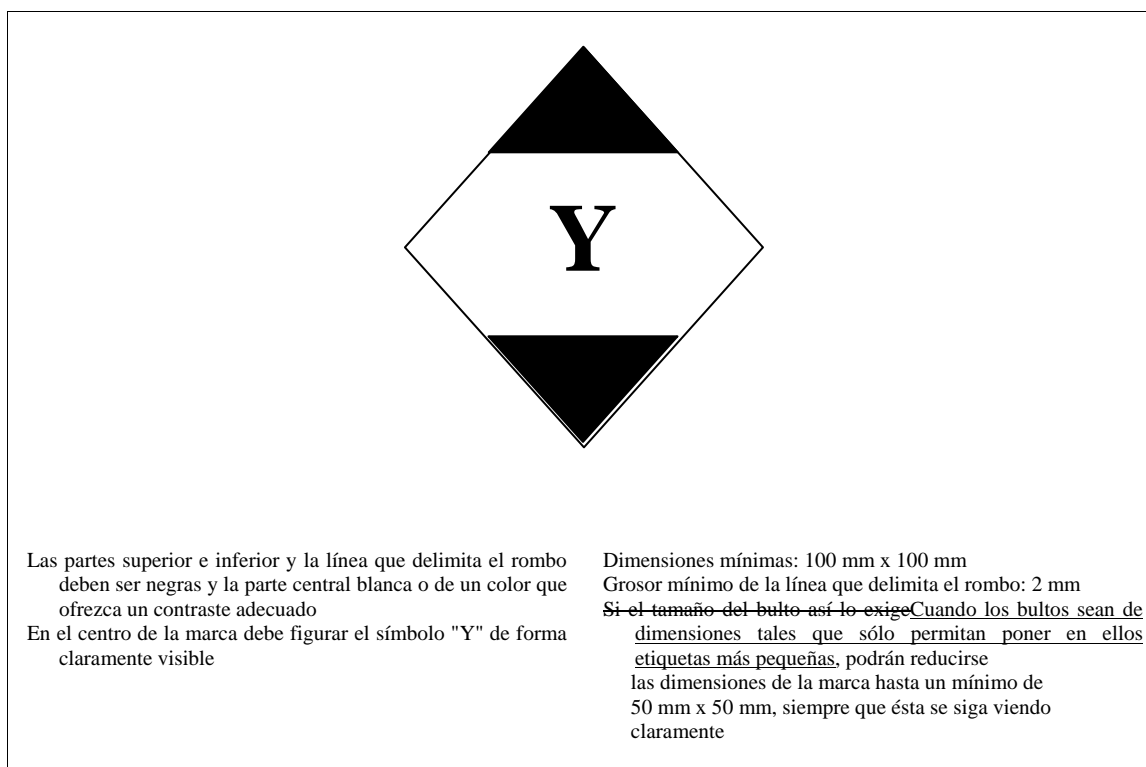 Y
Las partes superior e inferior y la línea que delimita el rombo
deben ser negras y la parte central blanca o de un color que
ofrezca un contraste adecuado
En el centro de la marca debe figurar el símbolo "Y" de forma
claramente visible
Dimensiones mínimas: 100 mm x 100 mm
Grosor mínimo de la línea que delimita el rombo: 2 mm
Si el tamaño del bulto así lo exigeCuando los bultos sean de
dimensiones tales que sólo permitan poner en ellos
etiquetas más pequeñas, podrán reducirse
las dimensiones de la marca hasta un mínimo de
50 mm x 50 mm, siempre que ésta se siga viendo
claramente